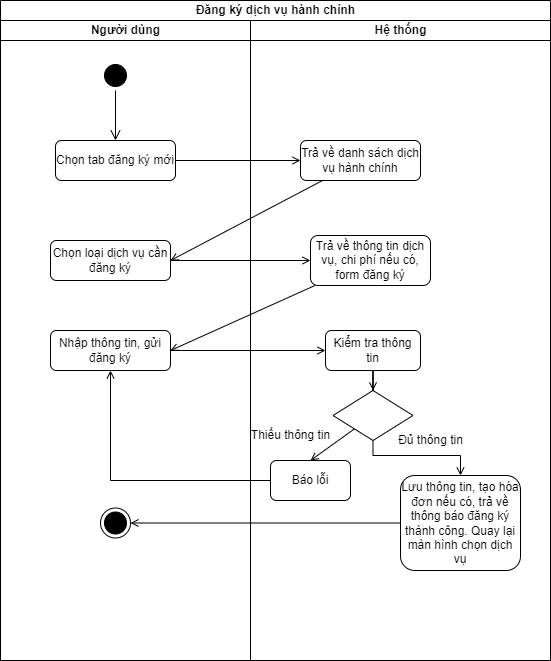 Đăng ký dịch vụ hành chính
Người dùng
Hệ thống
Chọn tab đăng ký mới
Trả về danh sách dịch
vụ hành chính
Chọn loại dịch vụ cần
đăng ký
Trả về thông tin dịch
vụ, chi phí nếu có,
form đăng ký
Nhập thông tin, gửi
đăng ký
Kiểm tra thông
tin
Thiếu thông tin
Đủ thông tin
Báo lỗi
Lưu thông tin, tạo hóa
đơn nếu có, trả về
thông báo đăng ký
thành công. Quay lại
màn hình chọn dịch
vụ